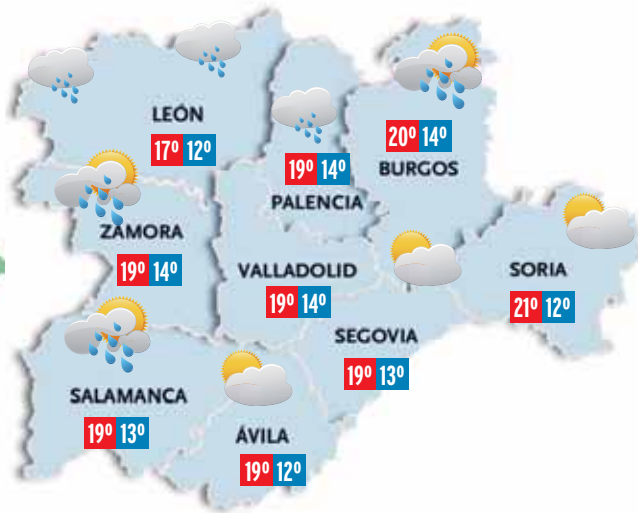 LEÓN
17º 12º
20º 14º
BURGOS
19º 14º
PALENCIA
ZAMORA
19º 14º
VALLADOLID
19º 14º
SORIA
21º 12º
SEGOVIA
19º 13º
SALAMANCA
19º 13º
ÁVILA
19º 12º